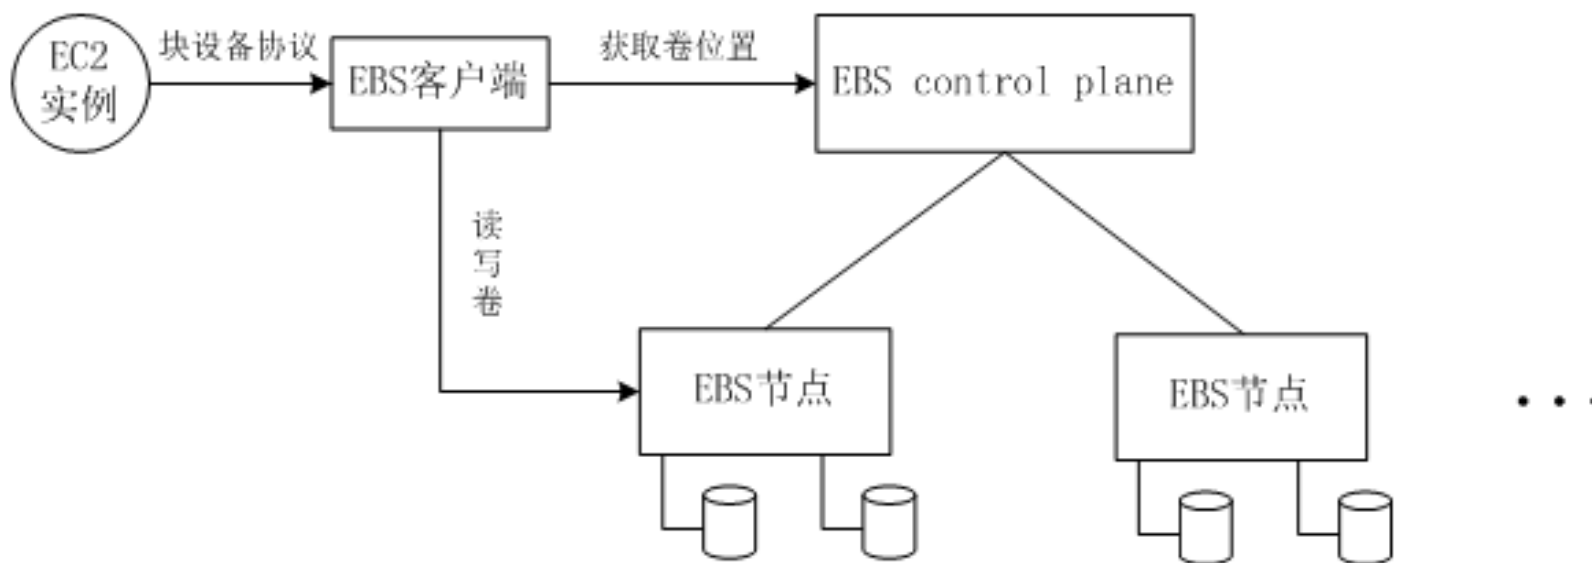 EC2
实例
块设备协议
EBS客户端
获取卷位置
EBS control plane
读
写
卷
EBS节点
EBS节点
...